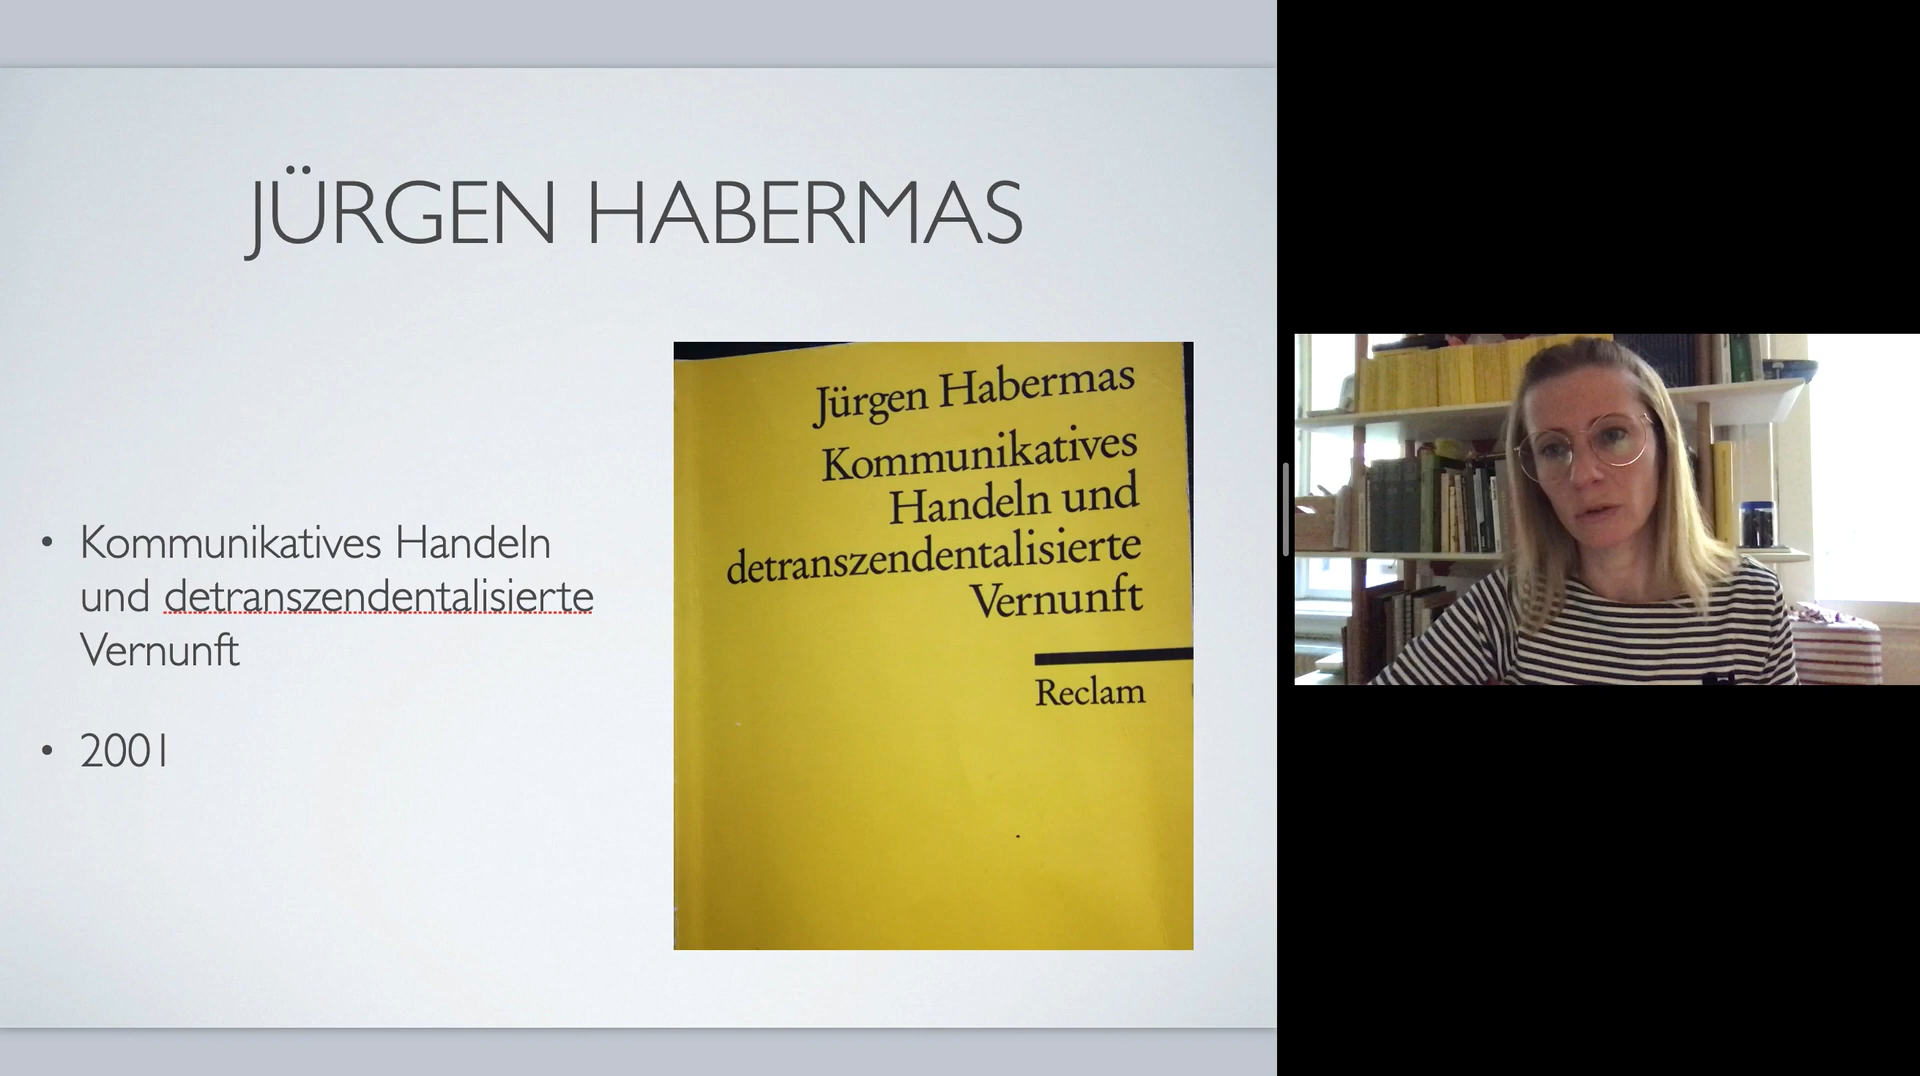 JÜRGEN HABERMAS
• Kommunikatives Handeln
und detranszendentalisierte
Vernunft
• 2001
Jürgen Habermas
Kommunikatives
Handeln und
detranszendentalisierte
Vernunft
Reclam